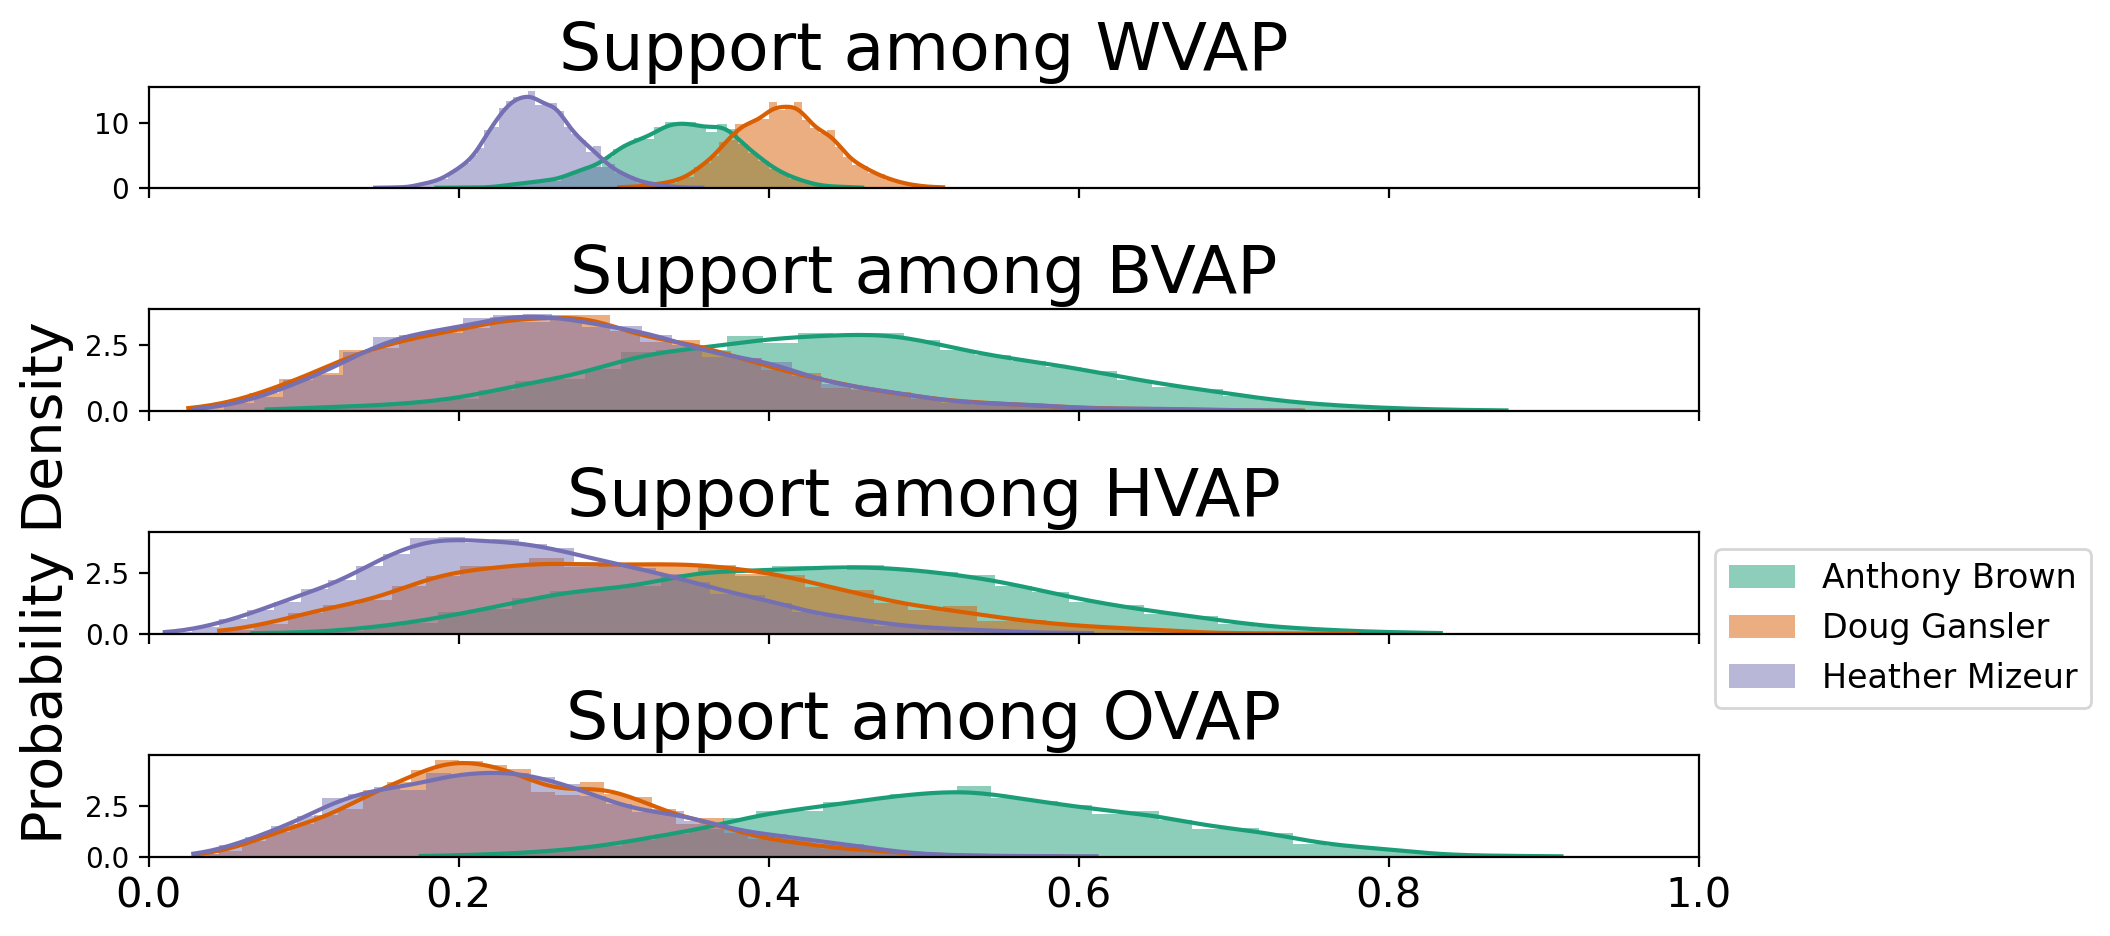 Support among WVAP
10
0
Support among BVAP
2.5
0.0
Support among HVAP
2.5
0.0
Support among OVAP
2.5
0.0
0.0 0.2 0.4 0.6 0.8 1.0
Probability Density
Anthony Brown
Doug Gansler
Heather Mizeur